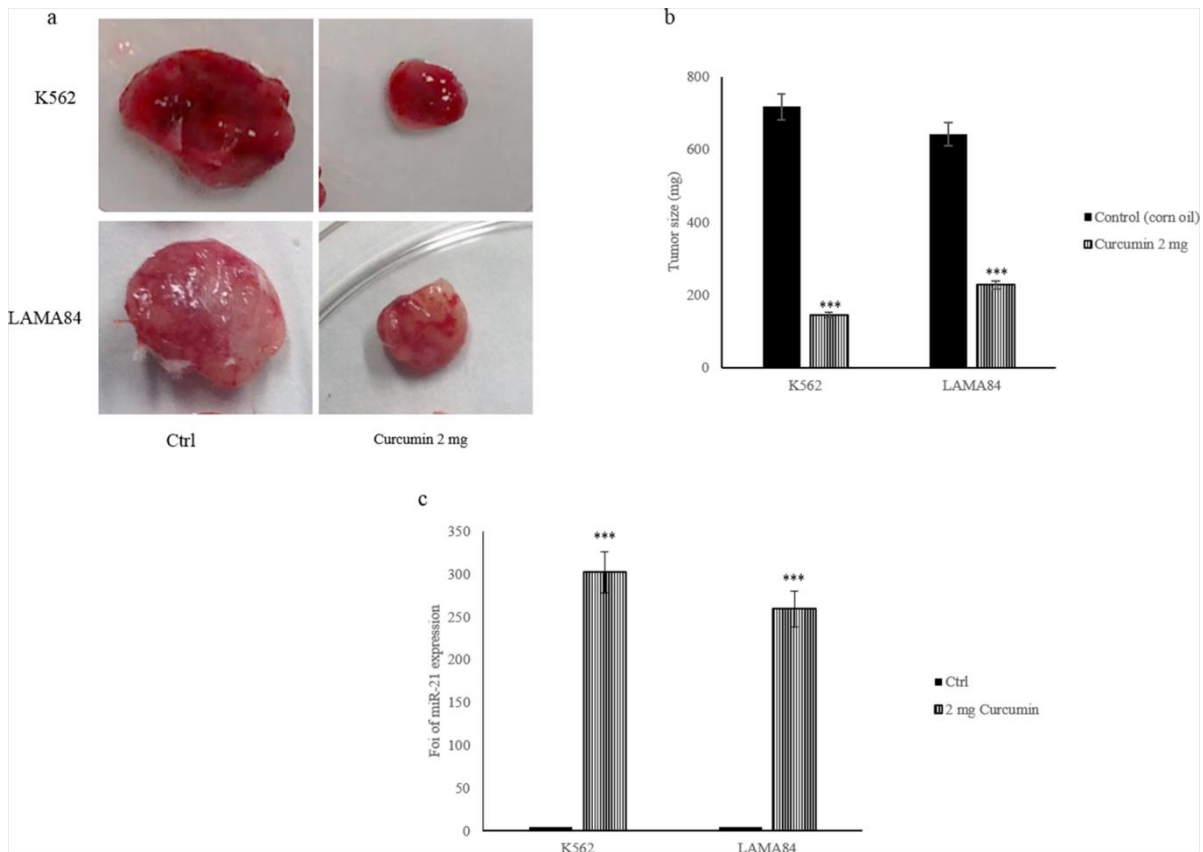 a
K562
LAMA84
Ctrl
Curcumin 2 mg
b
800
600
400
200
0
Tumor size (mg)
***
***
K562
LAMA84
Control (corn oil)
Curcumin 2 mg
c
350
300
250
200
150
100
50
0
Foi of miR-21 expression
***
***
K562
LAMA84
Ctrl
2 mg Curcumin